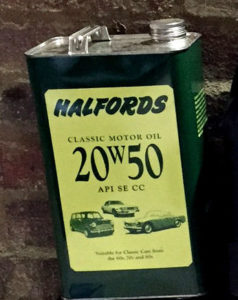 HALFORDS
CLASSIC MOTOR OIL
20W50
API SE CC
Suitable for Classic Cars from
the 60s, 70s and 80s